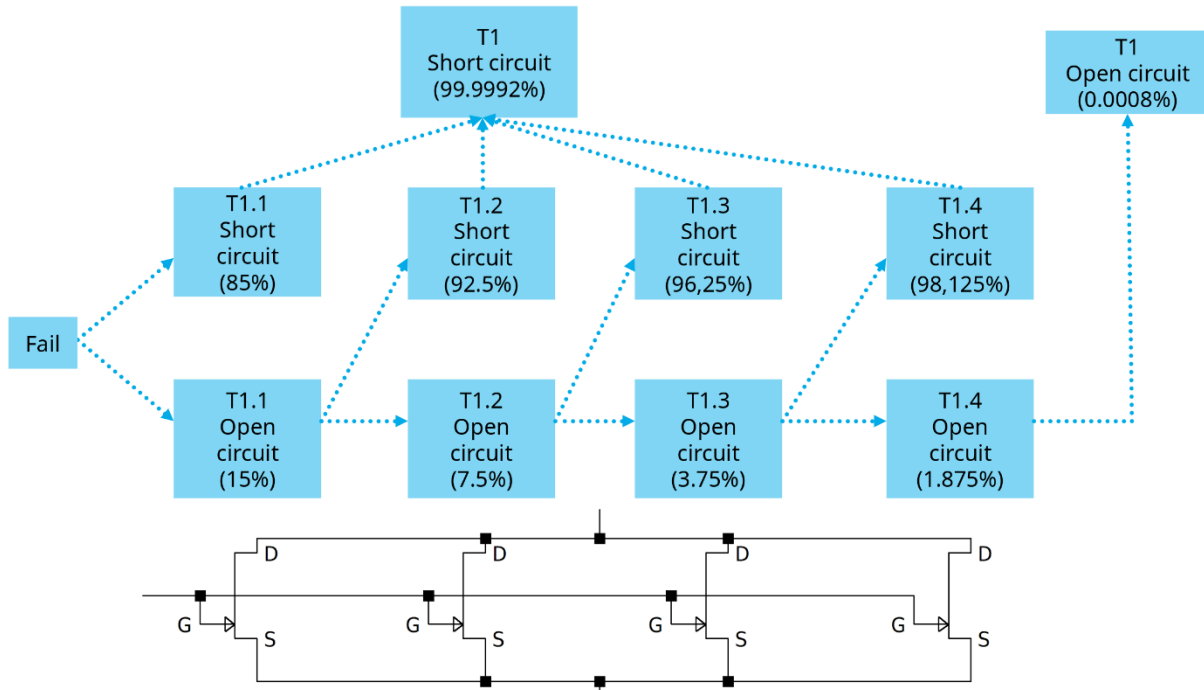 T1
Short circuit
(99.9992%)
T1
Open circuit
(0.0008%)
T1.1
Short
circuit
(85%)
T1.2
Short
circuit
(92.5%)
T1.3
Short
circuit
(96,25%)
T1.4
Short
circuit
(98,125%)
Fail
T1.1
Open
circuit
(15%)
T1.2
Open
circuit
(7.5%)
T1.3
Open
circuit
(3.75%)
T1.4
Open
circuit
(1.875%)
D
D
D
D
G
S
G
S
G
S
G
S